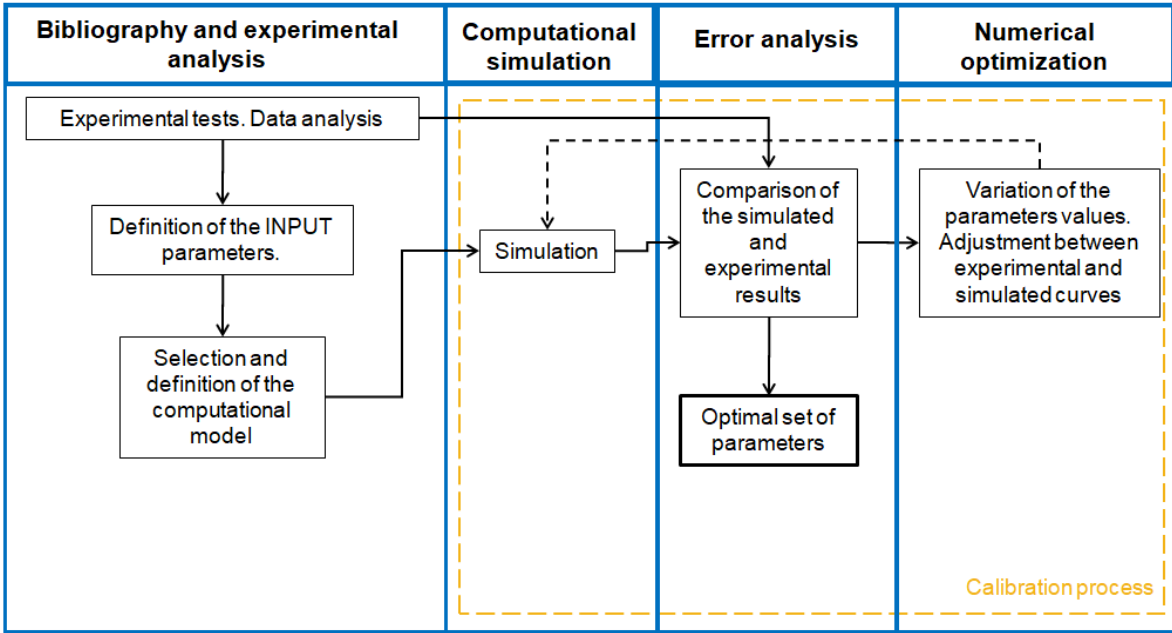 Bibliography and experimental
analysis
Computational
simulation
Error analysis
Numerical
optimization
Experimental tests. Data analysis
Definition of the INPUT
parameters.
Selection and
definition of the
computational
model
Simulation
Comparison of
the simulated
and
experimental
results
Optimal set of
parameters
Variation of the
parameters values.
Adjustment between
experimental and
simulated curves
Calibration process